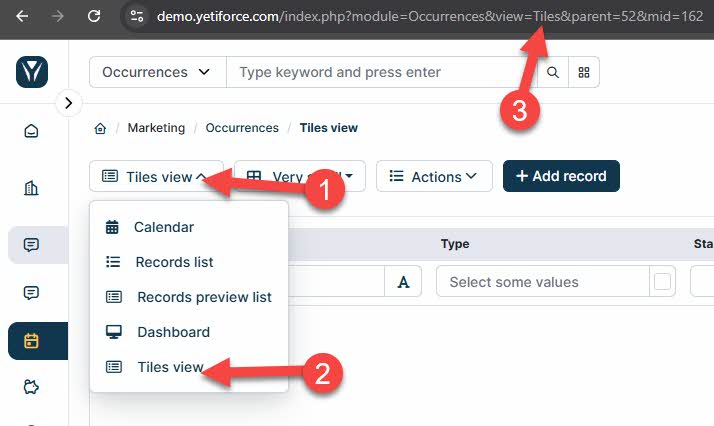 demo.yetiforce.com/index.php?module=Occurrences&view=Tiles&parent=52&mid=162
3
Occurrences Type keyword and press enter
/ Marketing / Occurrences / Tiles view
Tiles view Very Actions + Add record
1
Calendar
Records list
Records preview list
Dashboard
Tiles view
2
Type Sta
A Select some values